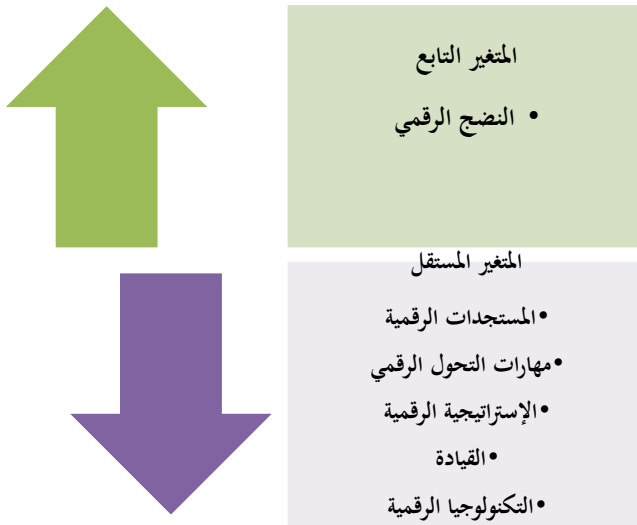 المتغير التابع
• النضج الرقمي
المتغير المستقل
•المستجدات الرقمية
•مهارات التحول الرقمي
•الإستراتيجية الرقمية
•القيادة
•التكنولوجيا الرقمية